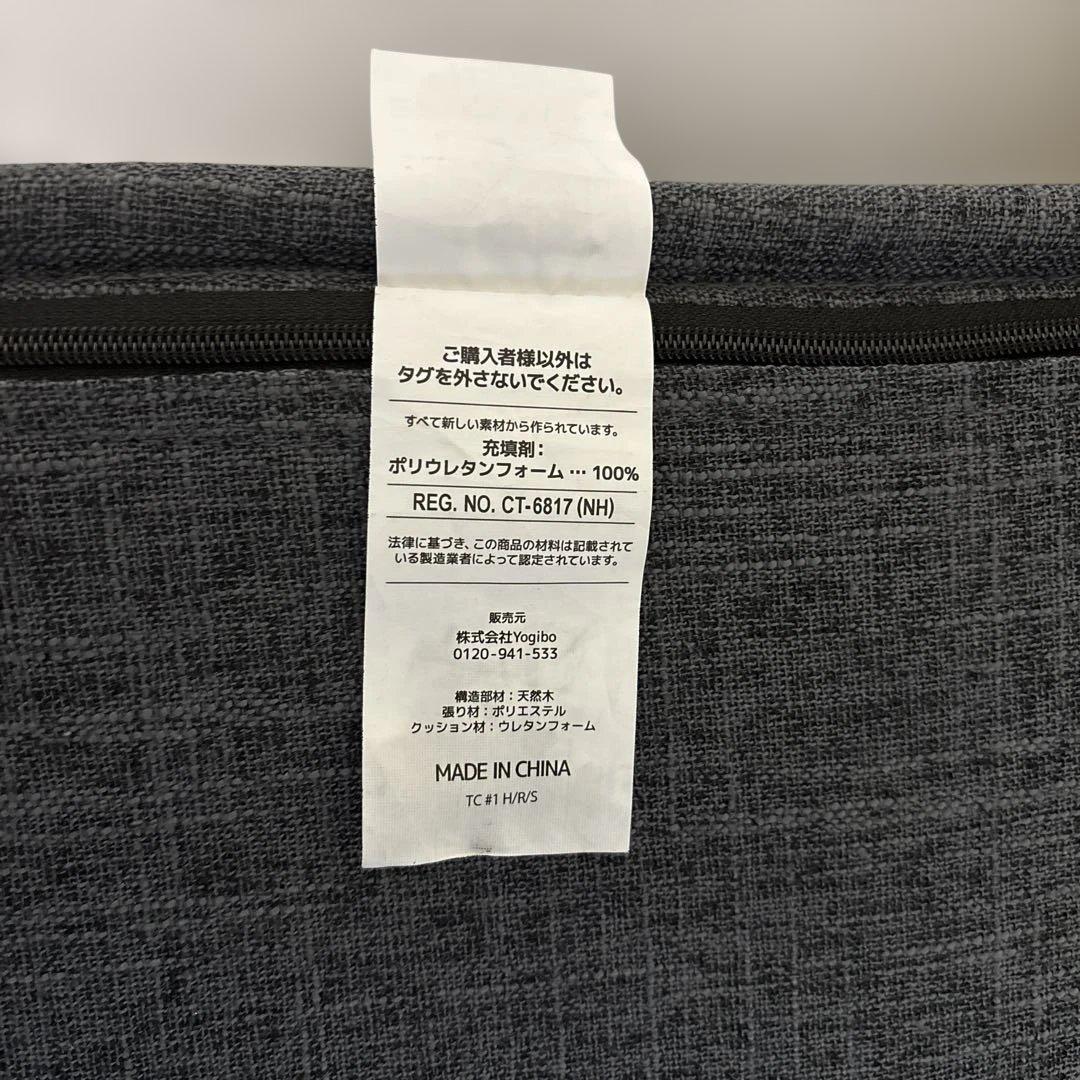 ご購入者様以外は
タグを外さないでください。
すべて新しい素材から作られています。
充填剤：
ポリウレタンフォーム … 100%
REG. NO. CT-6817 (NH)
法律に基づき、この商品の材料は記載されて
いる製造業者によって認定されています。
販売元
株式会社Yogibo
0120-941-533
構造部材：天然木
張り材：ポリエステル
クッション材：ウレタンフォーム
MADE IN CHINA
TC #1 H/R/S